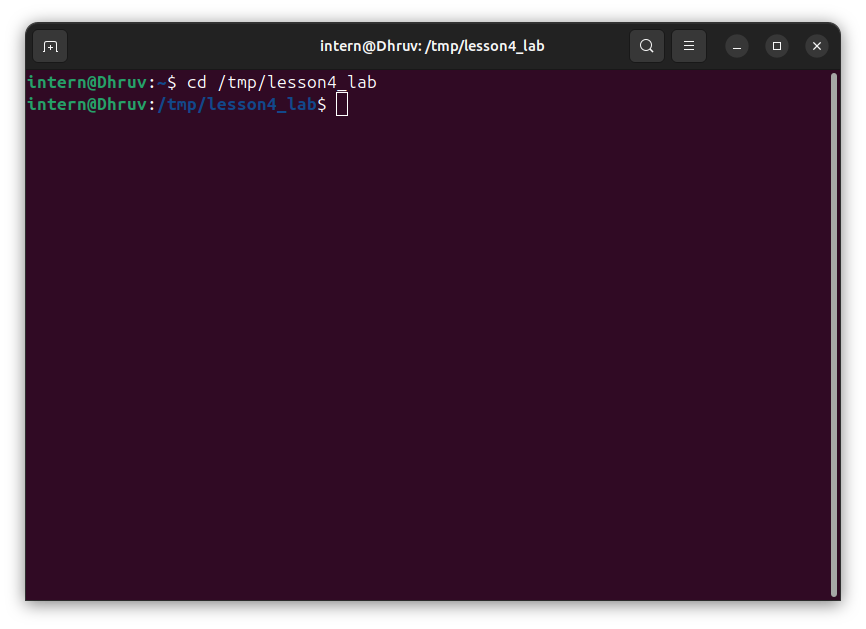 intern@Dhruv: /tmp/lesson4_lab
intern@Dhruv:~$ cd /tmp/lesson4_lab
intern@Dhruv:/tmp/lesson4_lab$